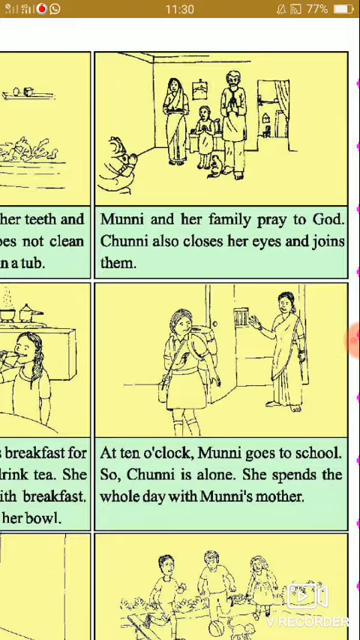 11:30
77%
her teeth and
oes not clean
n a tub.
Munni and her family pray to God.
Chunni also closes her eyes and joins
them.
s breakfast for
drink tea. She
ith breakfast.
her bowl.
At ten o'clock, Munni goes to school.
So, Chunni is alone. She spends the
whole day with Munni's mother.
V RECORDER